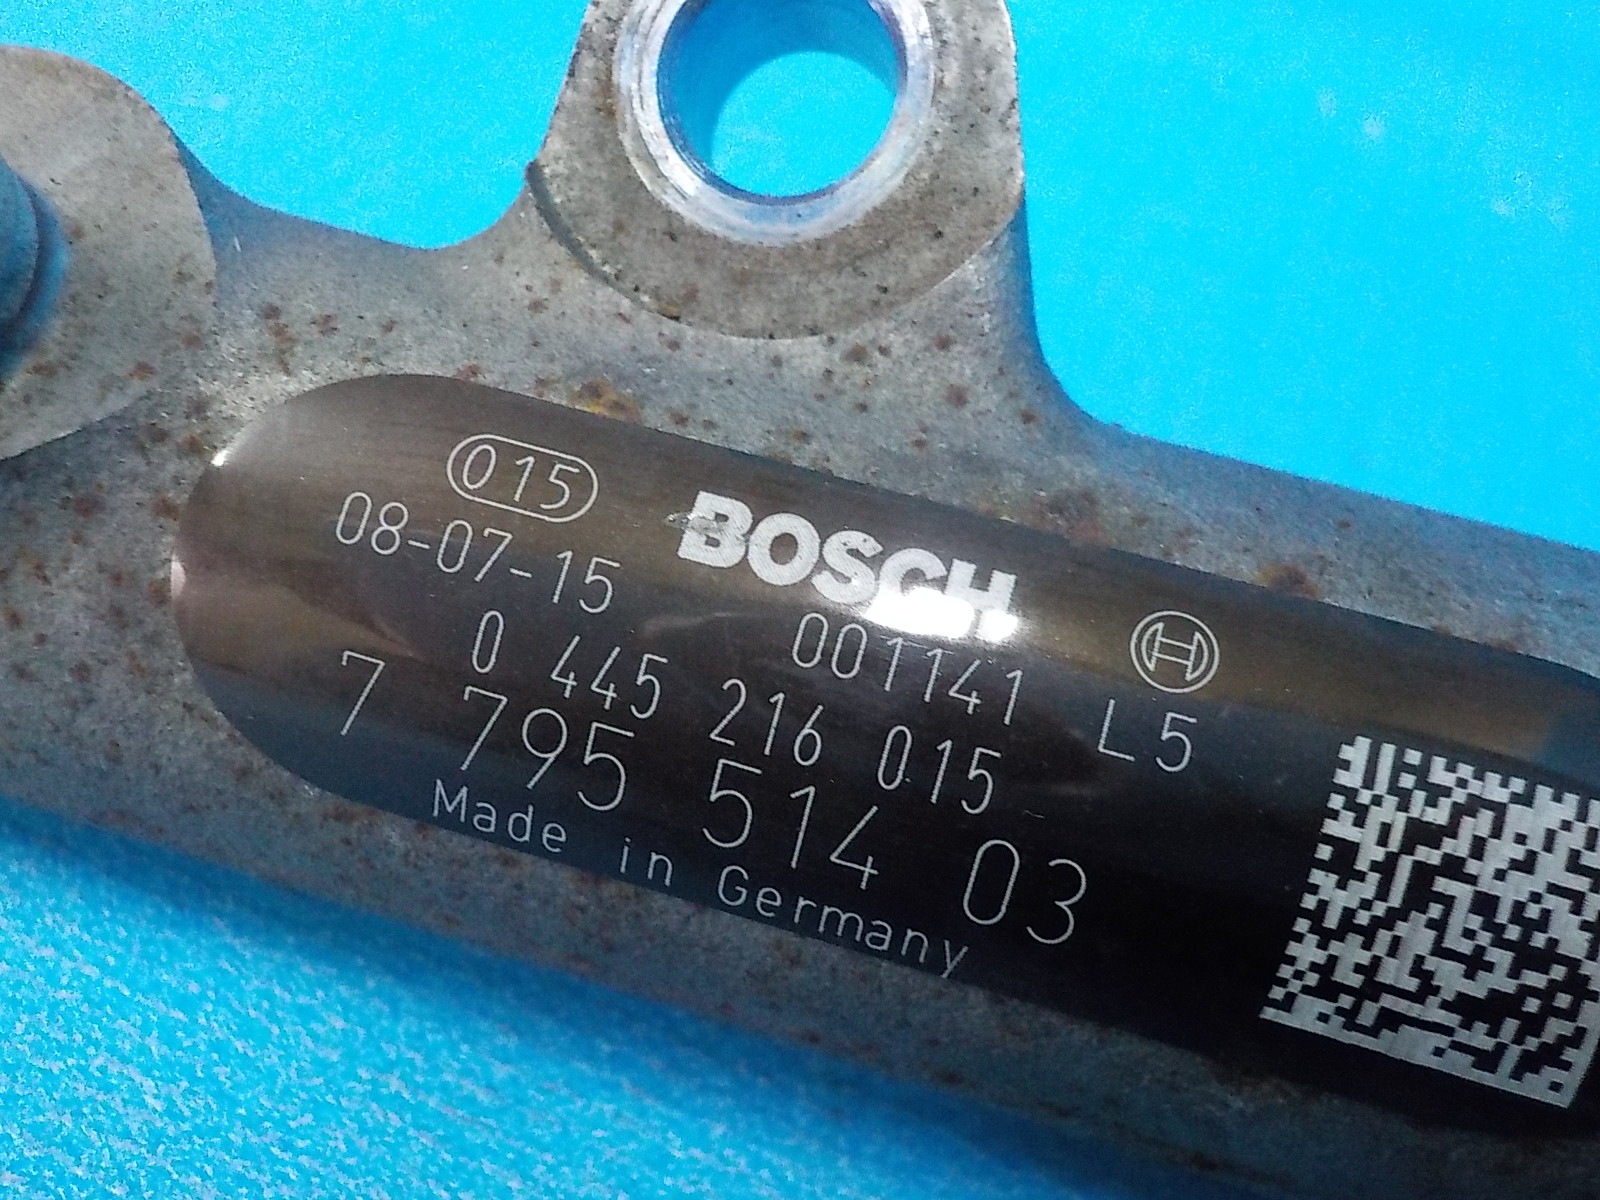 015
BOSCH
08-07-15 001141 L5
0 445 216 015
7 795 514 03
Made in Germany